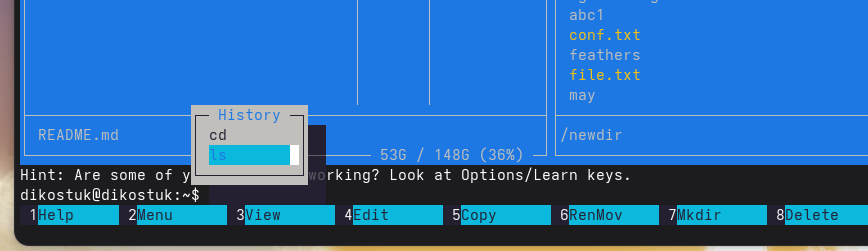 abc1
conf.txt
feathers
file.txt
may
History
cd
ls
README.md
/newdir
53G / 148G (36%)
Hint: Are some of y working? Look at Options/Learn keys.
dikostuk@dikostuk:~$
1Help 2Menu 3View 4Edit 5Copy 6RenMov 7Mkdir 8Delete